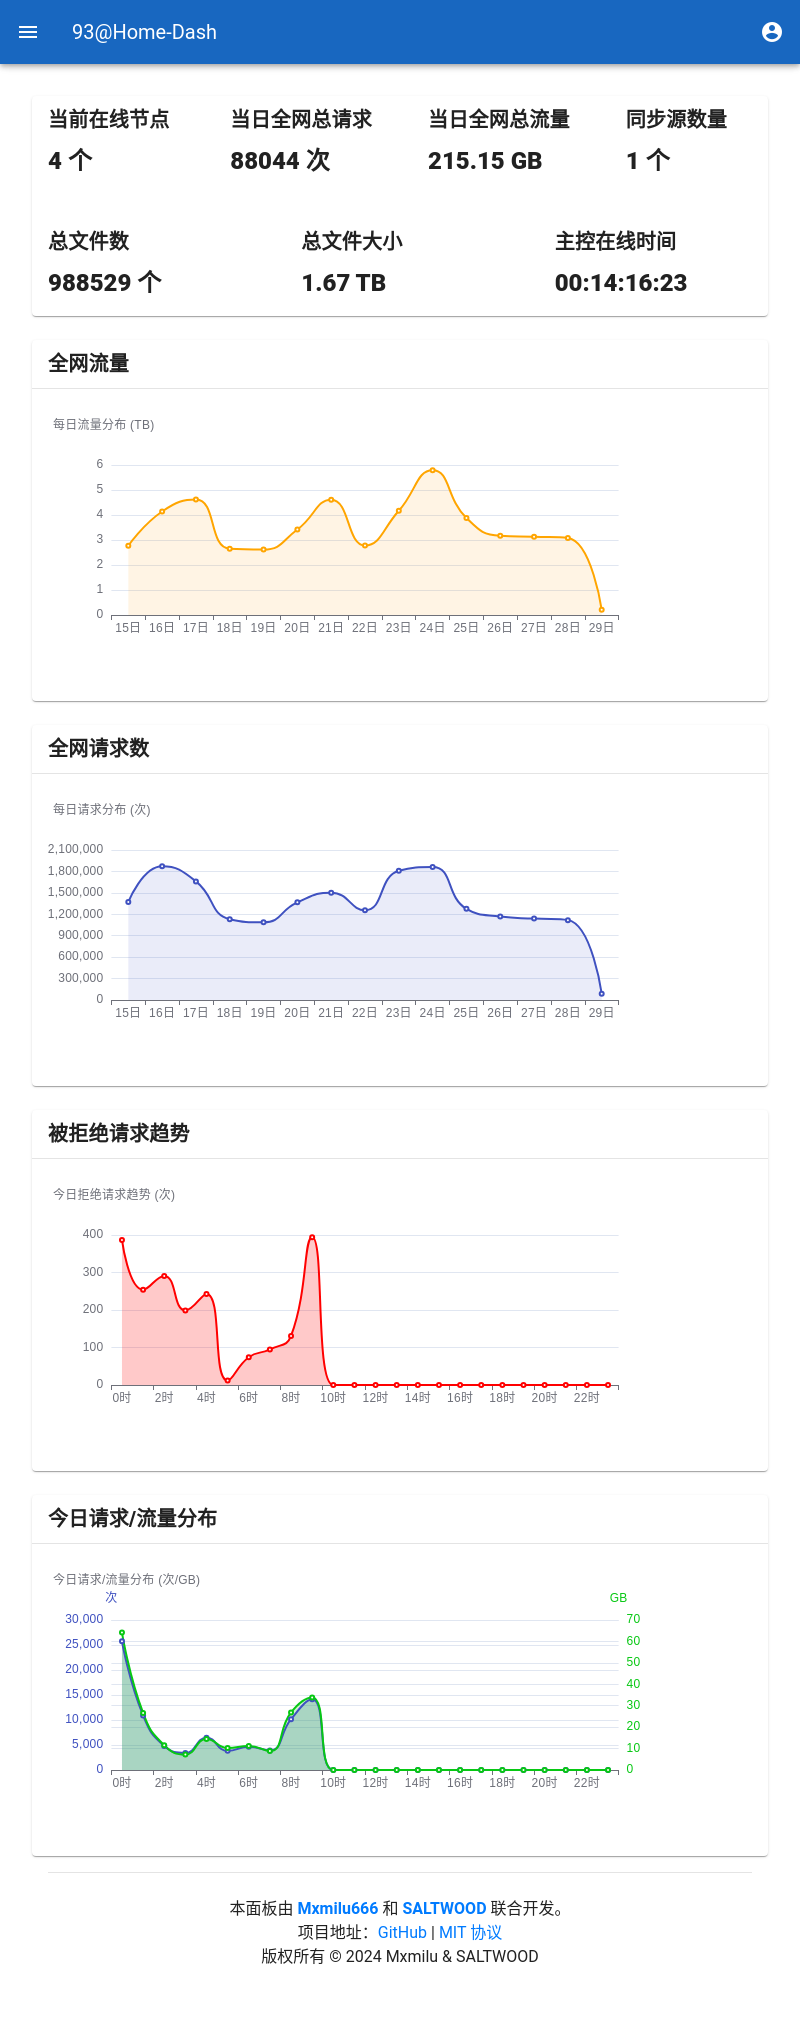 93@Home-Dash
当前在线节点 当日全网总请求 当日全网总流量 同步源数量
4 个 88044 次 215.15 GB 1 个
总文件数 总文件大小 主控在线时间
988529 个 1.67 TB 00:14:16:23
全网流量
每日流量分布 (TB)
6
5
4
3
2
1
0
15日 16日 17日 18日 19日 20日 21日 22日 23日 24日 25日 26日 27日 28日 29日
全网请求数
每日请求分布 (次)
2,100,000
1,800,000
1,500,000
1,200,000
900,000
600,000
300,000
0
15日 16日 17日 18日 19日 20日 21日 22日 23日 24日 25日 26日 27日 28日 29日
被拒绝请求趋势
今日拒绝请求趋势 (次)
400
300
200
100
0
0时 2时 4时 6时 8时 10时 12时 14时 16时 18时 20时 22时
今日请求/流量分布
今日请求/流量分布 (次/GB)
次 GB
30,000 70
25,000 60
20,000 50
15,000 40
10,000 30
5,000 20
0 10
0
0时 2时 4时 6时 8时 10时 12时 14时 16时 18时 20时 22时
本面板由 Mxmilu666 和 SALTWOOD 联合开发。
项目地址：GitHub | MIT 协议
版权所有 © 2024 Mxmilu & SALTWOOD